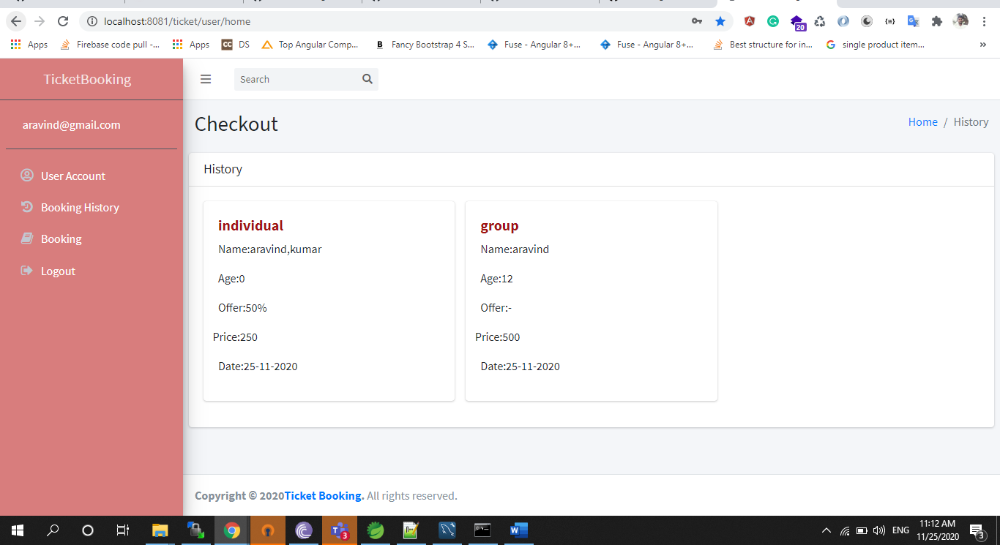 localhost:8081/ticket/user/home
20
Apps Firebase code pull -... Apps CC DS Top Angular Comp... B Fancy Bootstrap 4 S... Fuse - Angular 8+... Fuse - Angular 8+... Best structure for in... single product item... »
TicketBooking
Search
aravind@gmail.com
Checkout
Home / History
User Account
Booking History
Booking
Logout
History
individual
Name:aravind,kumar
Age:0
Offer:50%
Price:250
Date:25-11-2020
group
Name:aravind
Age:12
Offer:-
Price:500
Date:25-11-2020
Copyright © 2020Ticket Booking. All rights reserved.
3
ENG
11:12 AM
11/25/2020
3